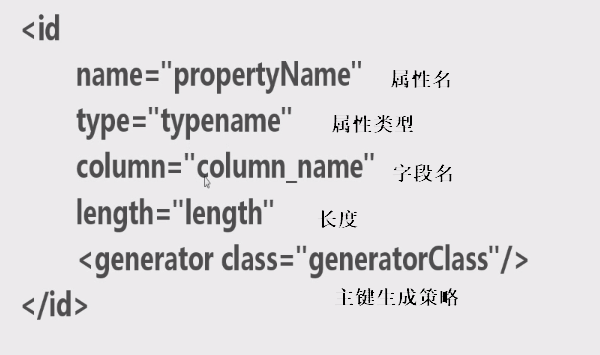 <id
name="propertyName" 属性名
type="typename" 属性类型
column="column_name" 字段名
length="length" 长度
<generator class="generatorClass"/>
</id> 主键生成策略